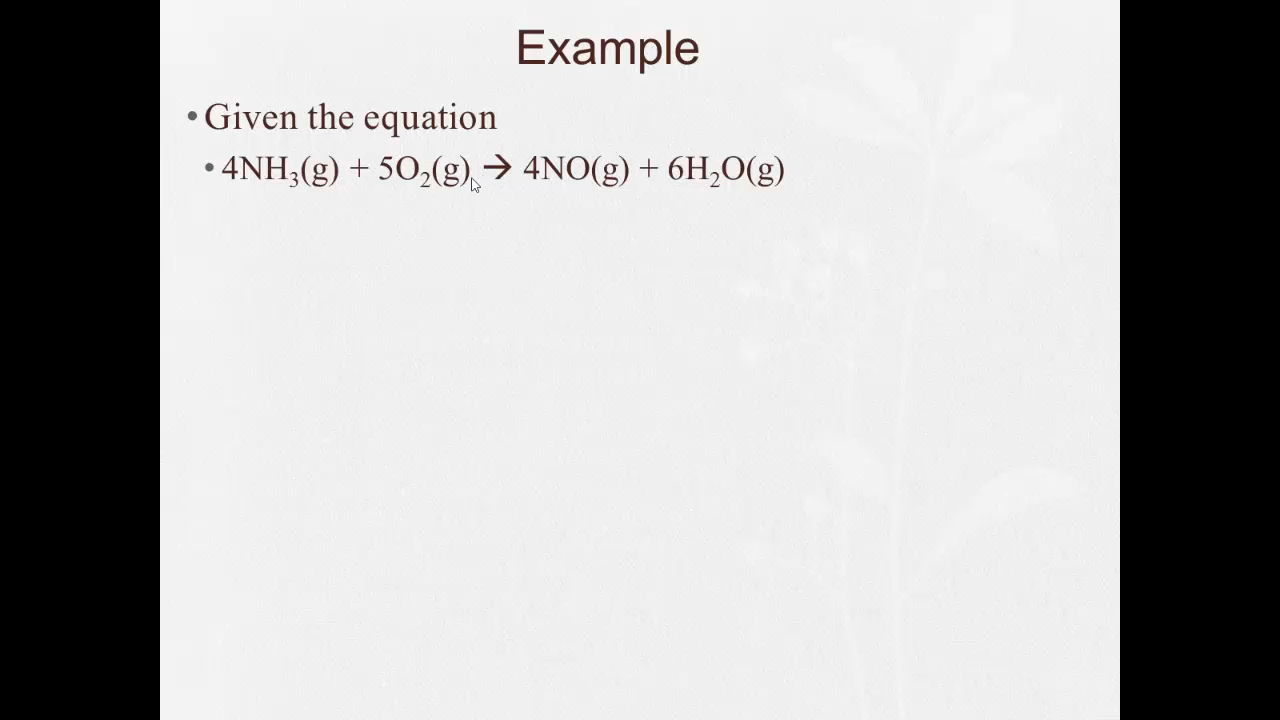 Example
•Given the equation
•4NH₃(g) + 5O₂(g) → 4NO(g) + 6H₂O(g)